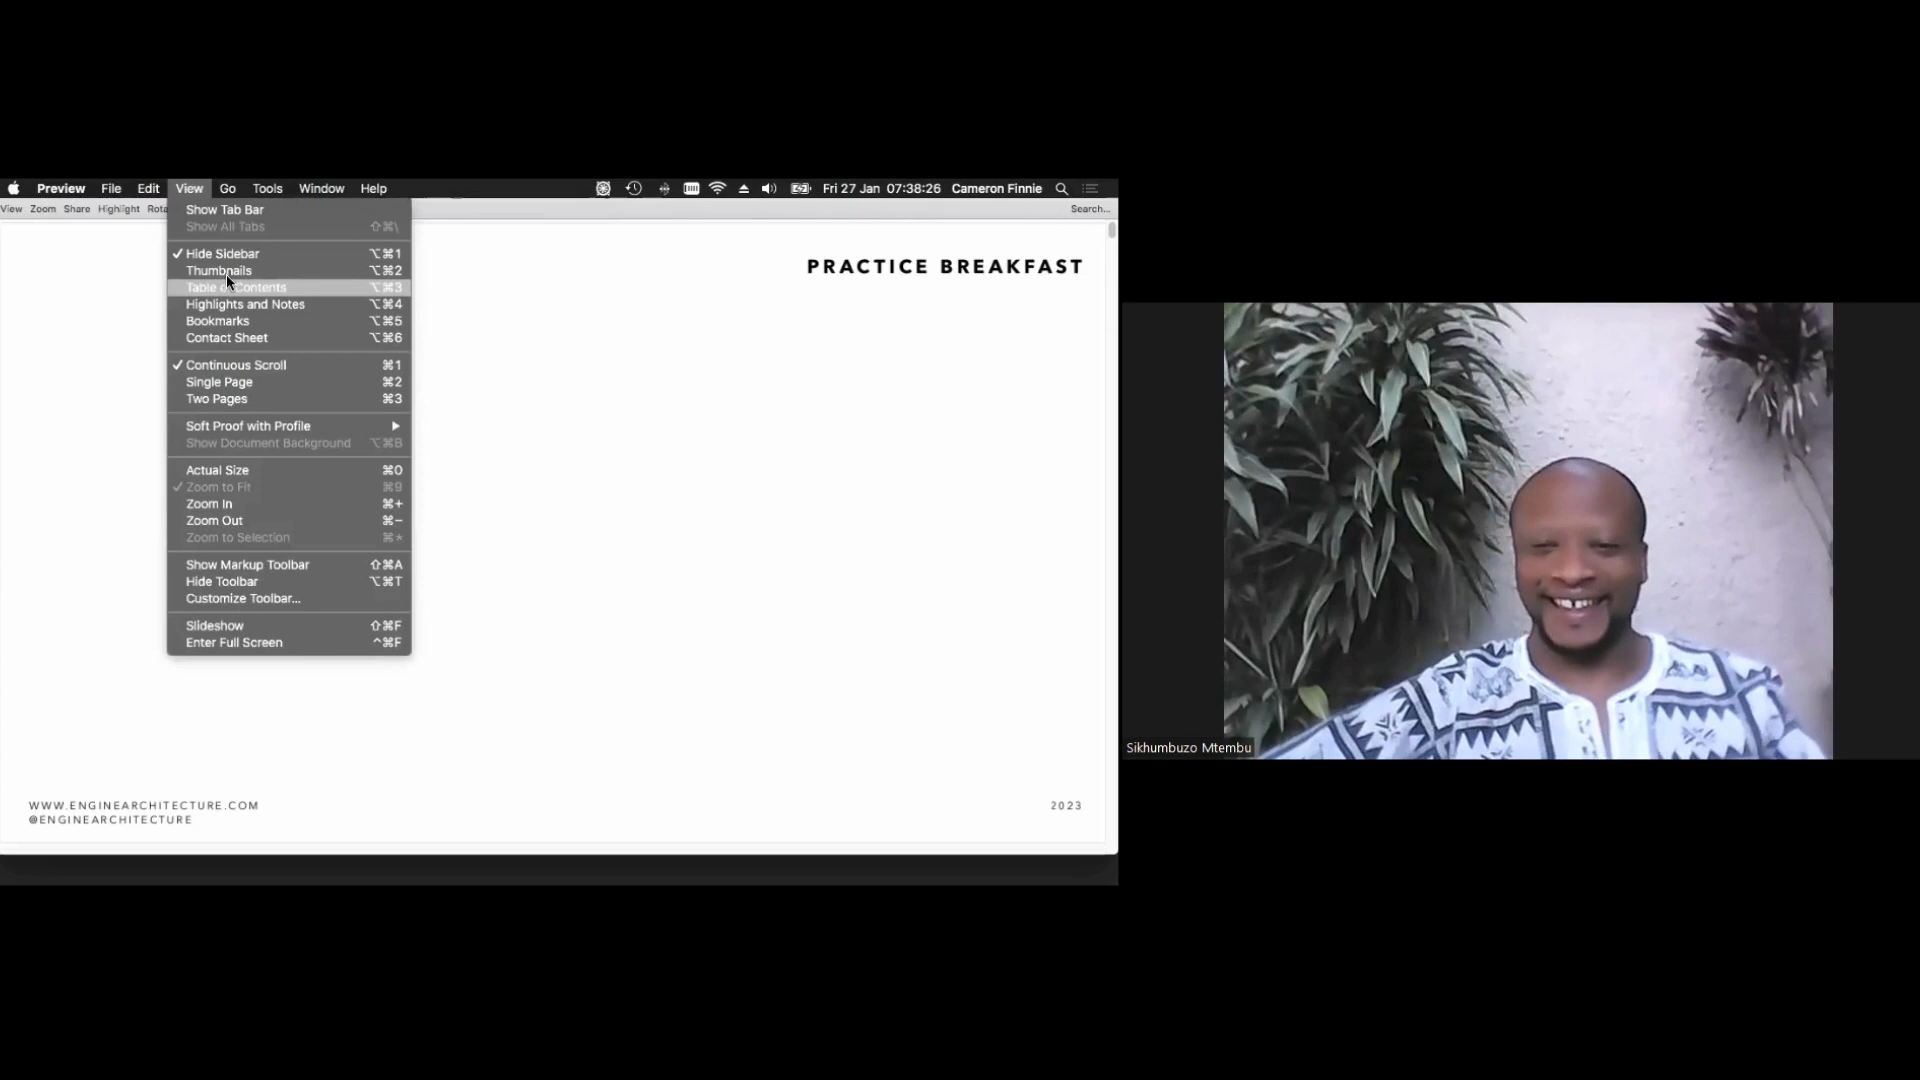 Preview File Edit View Go Tools Window Help Fri 27 Jan 07:38:26 Cameron Finnie
View Zoom Share Highlight Rota Search...
Show Tab Bar
Show All Tabs ⇧⌘\
✓ Hide Sidebar ⌥⌘1
Thumbnails ⌥⌘2
Table of Contents ⌥⌘3
Highlights and Notes ⌥⌘4
Bookmarks ⌥⌘5
Contact Sheet ⌥⌘6
✓ Continuous Scroll ⌘1
Single Page ⌘2
Two Pages ⌘3
Soft Proof with Profile ▶
Show Document Background ⌥⌘B
Actual Size ⌘0
✓ Zoom to Fit ⌘9
Zoom In ⌘+
Zoom Out ⌘−
Zoom to Selection ⌘*
Show Markup Toolbar ⇧⌘A
Hide Toolbar ⌥⌘T
Customize Toolbar...
Slideshow ⇧⌘F
Enter Full Screen ^⌘F
PRACTICE BREAKFAST
WWW.ENGINEARCHITECTURE.COM
@ENGINEARCHITECTURE
2023
Sikhumbuzo Mtembu